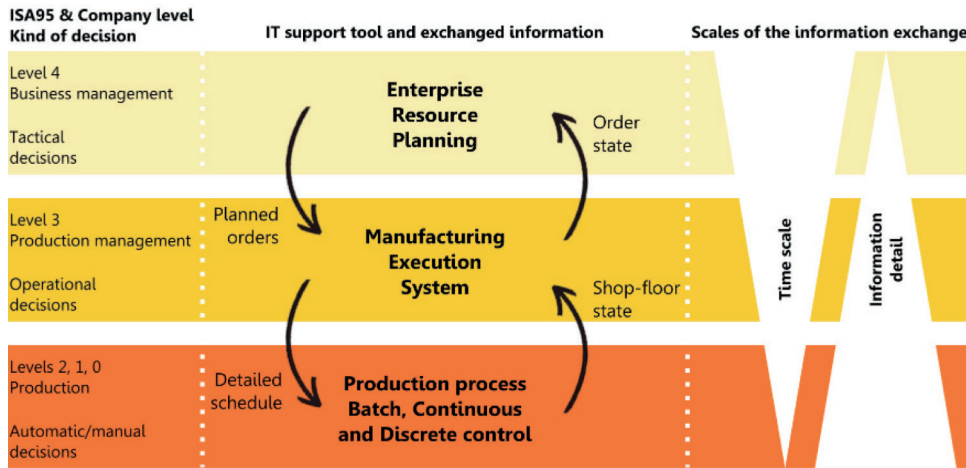 ISA95 & Company level
Kind of decision
IT support tool and exchanged information
Scales of the information exchange
Level 4
Business management
Tactical
decisions
Enterprise
Resource
Planning
Order
state
Level 3
Production management
Operational
decisions
Planned
orders
Manufacturing
Execution
System
Shop-floor
state
Time scale
Information
detail
Levels 2, 1, 0
Production
Automatic/manual
decisions
Detailed
schedule
Production process
Batch, Continuous
and Discrete control